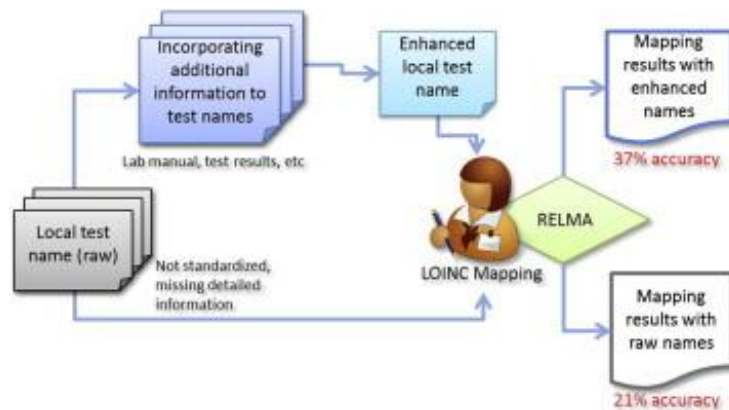 Incorporating
additional
information to
test names
Enhanced
local test
name
Mapping
results with
enhanced
names
37% accuracy
Lab manual, test results, etc
Local test
name (raw)
Not standardized,
missing detailed
information
RELMA
LOINC Mapping
Mapping
results with
raw names
21% accuracy